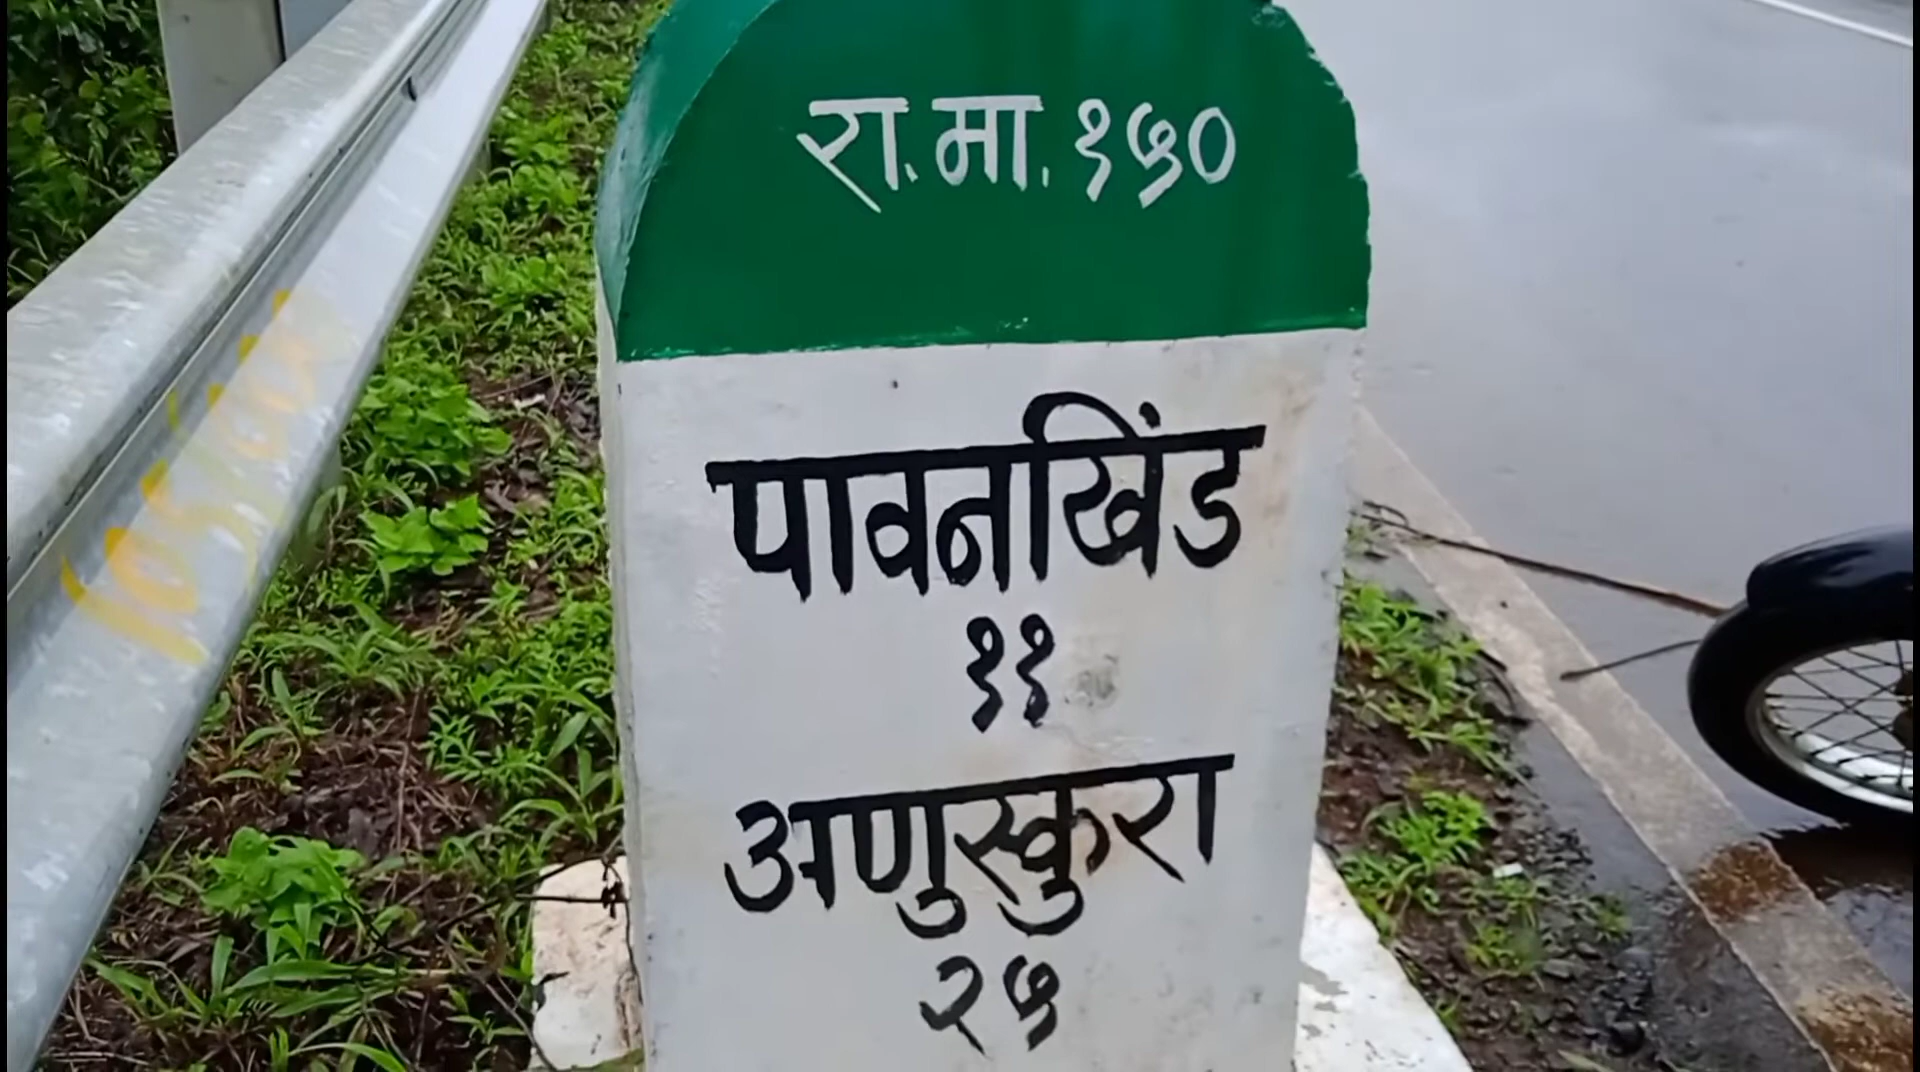 रा.मा.१५०
पावनखिंड
११
अणुस्कुरा
२५